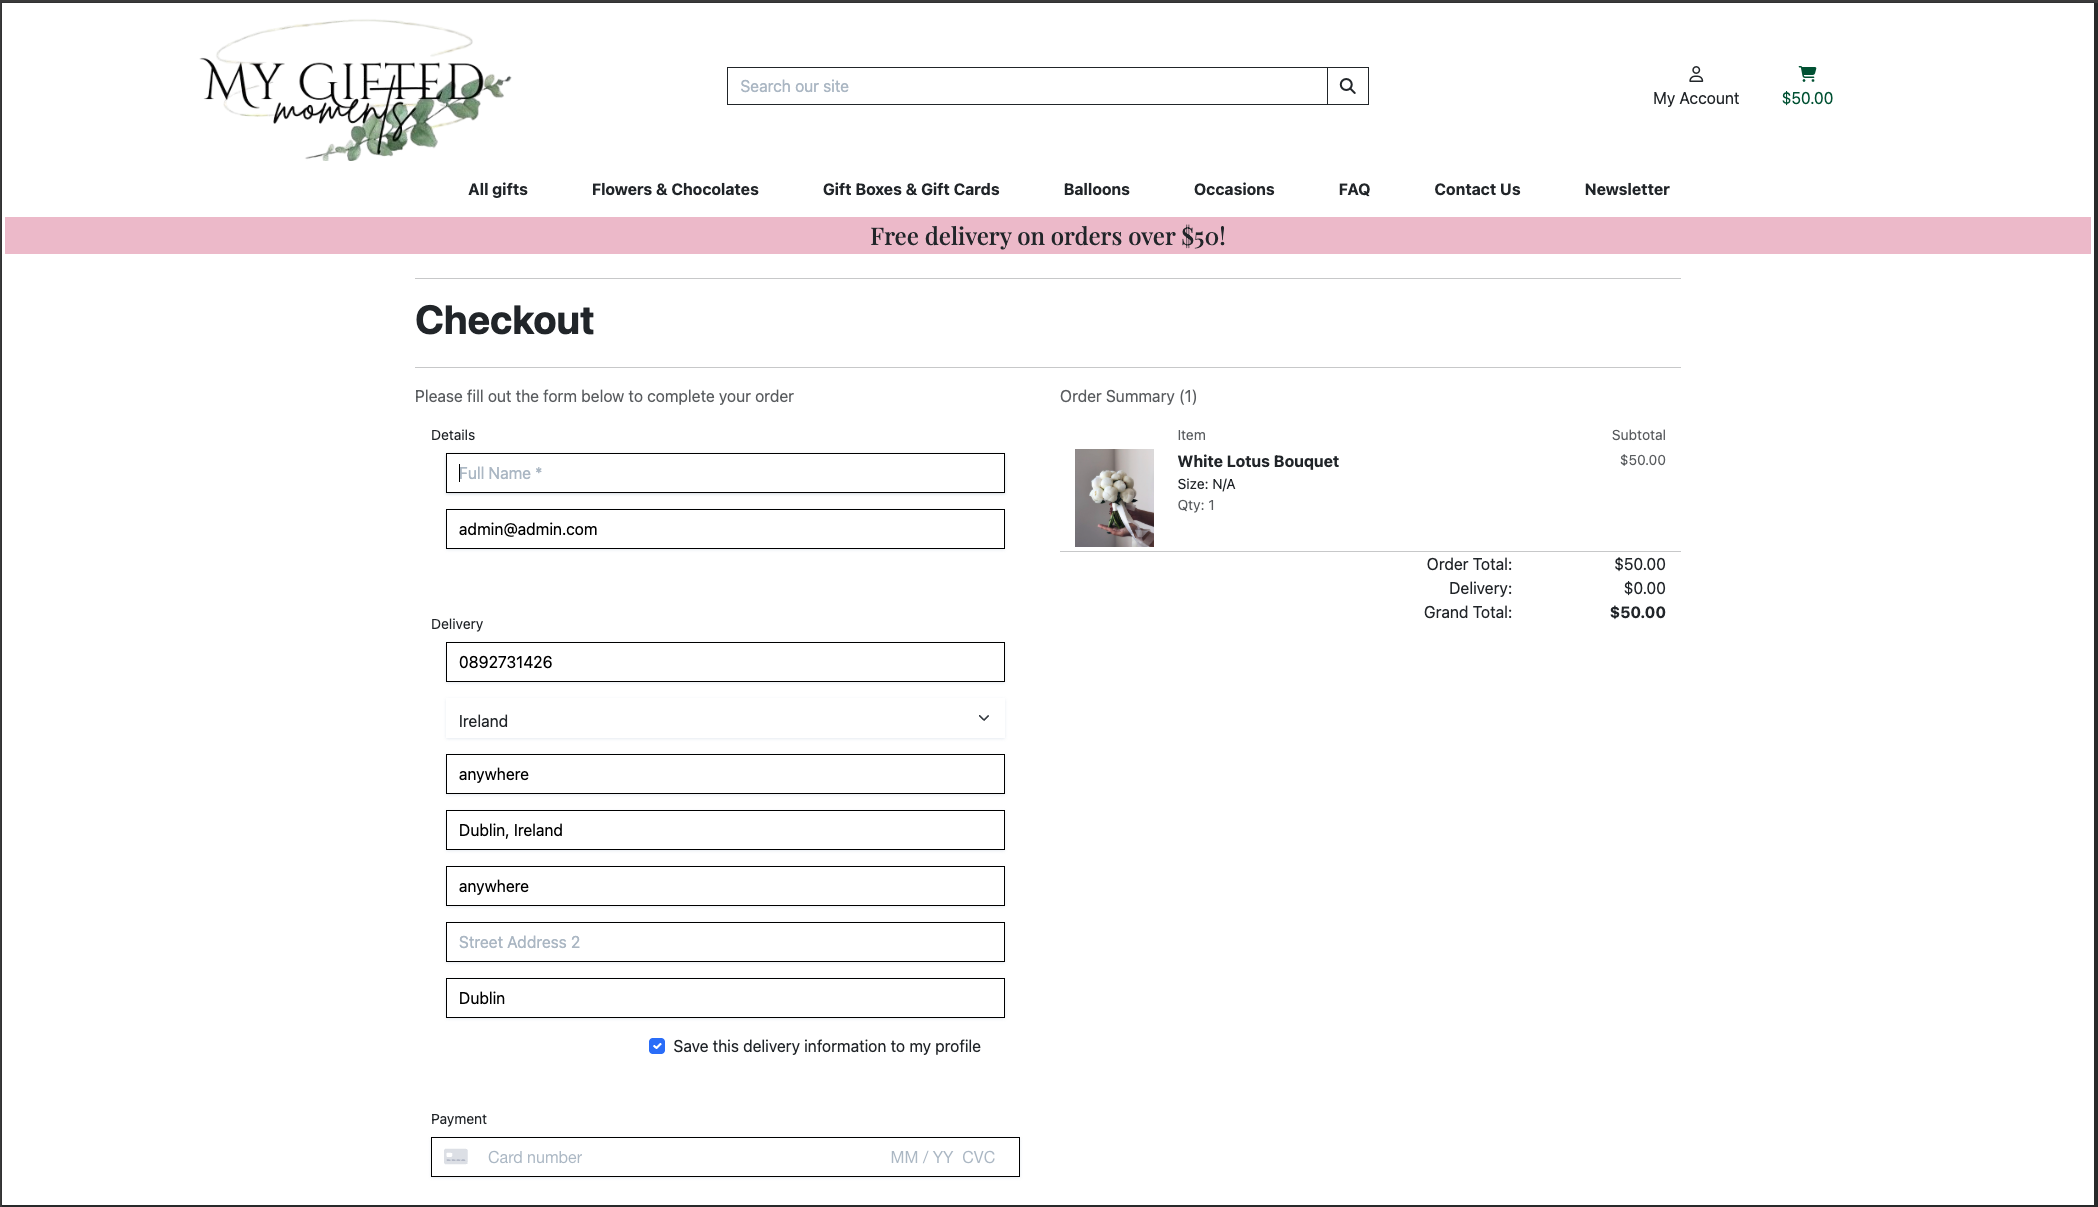 MY GIFTED
moments
Search our site
My Account
$50.00
All gifts
Flowers & Chocolates
Gift Boxes & Gift Cards
Balloons
Occasions
FAQ
Contact Us
Newsletter
Free delivery on orders over $50!
Checkout
Please fill out the form below to complete your order
Details
Full Name *
admin@admin.com
Delivery
0892731426
Ireland
anywhere
Dublin, Ireland
anywhere
Street Address 2
Dublin
Save this delivery information to my profile
Payment
Card number MM / YY CVC
Order Summary (1)
Item Subtotal
White Lotus Bouquet $50.00
Size: N/A
Qty: 1
Order Total: $50.00
Delivery: $0.00
Grand Total: $50.00